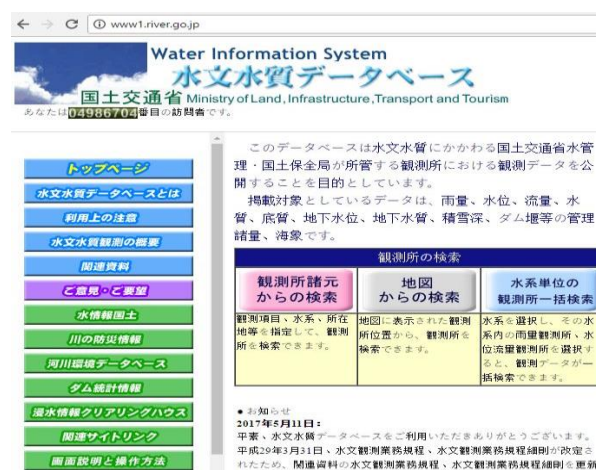 www1.river.go.jp
Water Information System
水文水質データベース
国土交通省 Ministry of Land, Infrastructure, Transport and Tourism
あなたは04986704番目の訪問者です。
トップページ
水文水質データベースとは
利用上の注意
水文水質観測の概要
関連資料
ご意見・ご要望
水情報国土
川の防災情報
河川環境データベース
ダム統計情報
浸水情報クリアリングハウス
関連サイトリンク
画面説明と操作方法
このデータベースは水文水質にかかわる国土交通省水管
理・国土保全局が所管する観測所における観測データを公
開することを目的としています。
掲載対象としているデータは、雨量、水位、流量、水
質、底質、地下水位、地下水質、積雪深、ダム堰等の管理
諸量、海象です。
観測所の検索
観測所諸元
からの検索
地図
からの検索
水系単位の
観測所一括検索
観測項目、水系、所在
地等を指定して、観測
所を検索できます。
地図に表示された観測
所位置から、観測所を
検索できます。
水系を選択し、その水
系内の雨量観測所、水
位流量観測所を選択す
ると、観測データが一
括検索できます。
● お知らせ
2017年5月11日:
平素、水文水質データベースをご利用いただきありがとうございます。
平成29年3月31日、水文観測業務規程、水文観測業務規程細則が改定さ
れたため、関連資料の水文観測業務規程、水文観測業務規程細則を更新